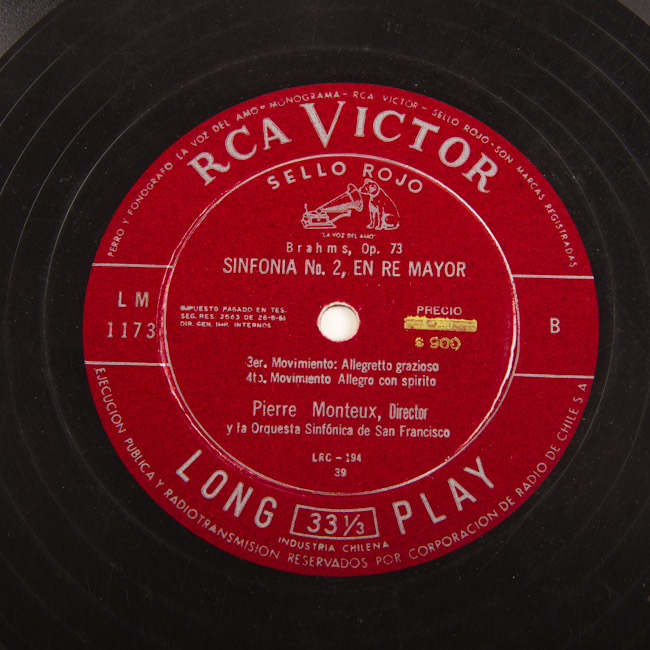 PERRO Y FONOGRAFO LA VOZ DEL AMO - MONOGRAMA - RCA VICTOR - SELLO ROJO - SON MARCAS REGISTRADAS
RCA VICTOR
SELLO ROJO
"LA VOZ DEL AMO"
Brahms, Op. 73
SINFONIA No. 2, EN RE MAYOR
LM
1173
IMPUESTO PAGADO EN TES.
SEG. RES. 2563 DE
DIR. GEN. IMP. INTERNOS
PRECIO
$ 900
B
3er. Movimiento: Allegretto grazioso
4to. Movimiento Allegro con spirito
Pierre Monteux, Director
y la Orquesta Sinfónica de San Francisco
LRC - 194
39
LONG 33 1/3 PLAY
INDUSTRIA CHILENA
EJECUCION PUBLICA Y RADIOTRANSMISION RESERVADOS POR CORPORACION DE RADIO DE CHILE S A